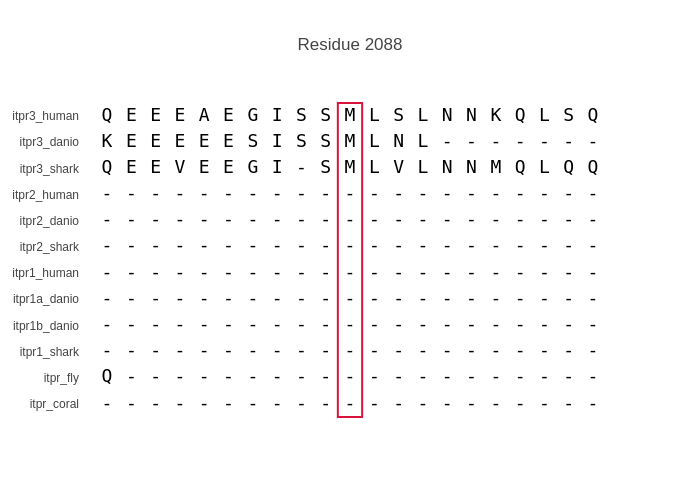 Residue 2088
itpr3_human Q E E E A E G I S S M L S L N N K Q L S Q
itpr3_danio K E E E E E S I S S M L N L - - - - - - -
itpr3_shark Q E E V E E G I - S M L V L N N M Q L Q Q
itpr2_human - - - - - - - - - - - - - - - - - - - - -
itpr2_danio - - - - - - - - - - - - - - - - - - - - -
itpr2_shark - - - - - - - - - - - - - - - - - - - - -
itpr1_human - - - - - - - - - - - - - - - - - - - - -
itpr1a_danio - - - - - - - - - - - - - - - - - - - - -
itpr1b_danio - - - - - - - - - - - - - - - - - - - - -
itpr1_shark - - - - - - - - - - - - - - - - - - - - -
itpr_fly Q - - - - - - - - - - - - - - - - - - - -
itpr_coral - - - - - - - - - - - - - - - - - - - - -